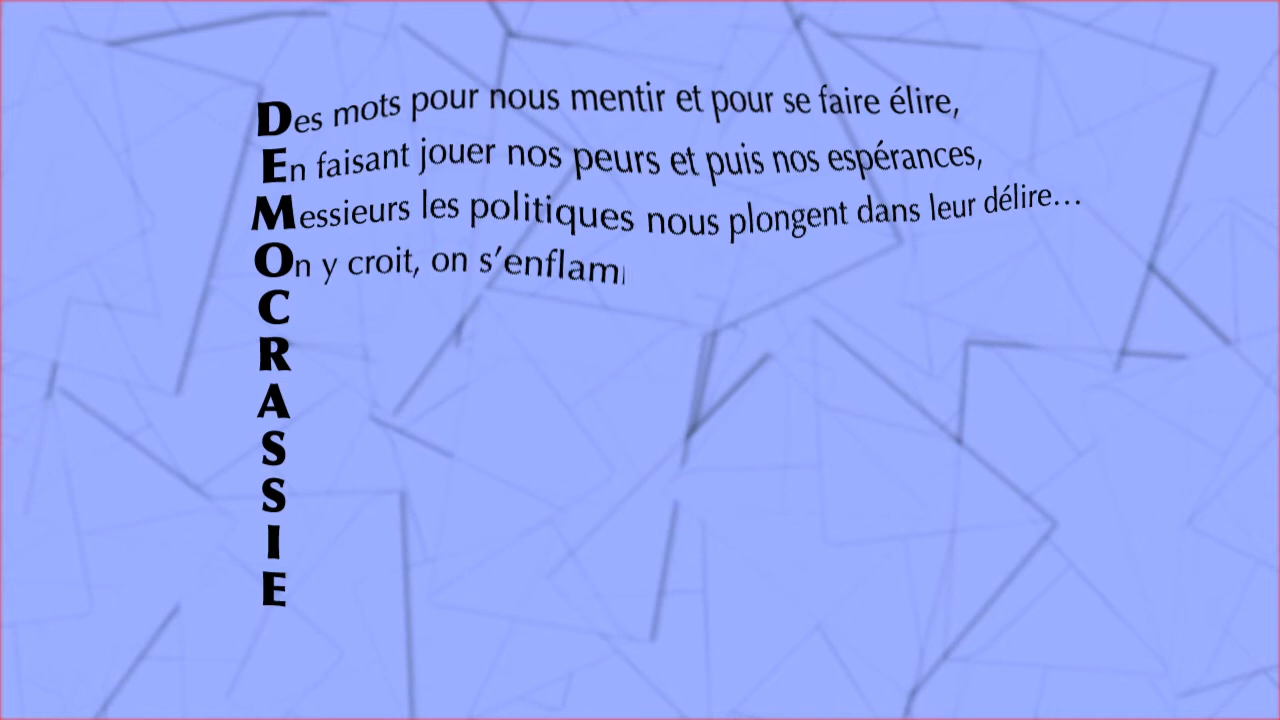 Des mots pour nous mentir et pour se faire élire,
En faisant jouer nos peurs et puis nos espérances,
Messieurs les politiques nous plongent dans leur délire…
On y croit, on s’enflam
C
R
A
S
S
I
E